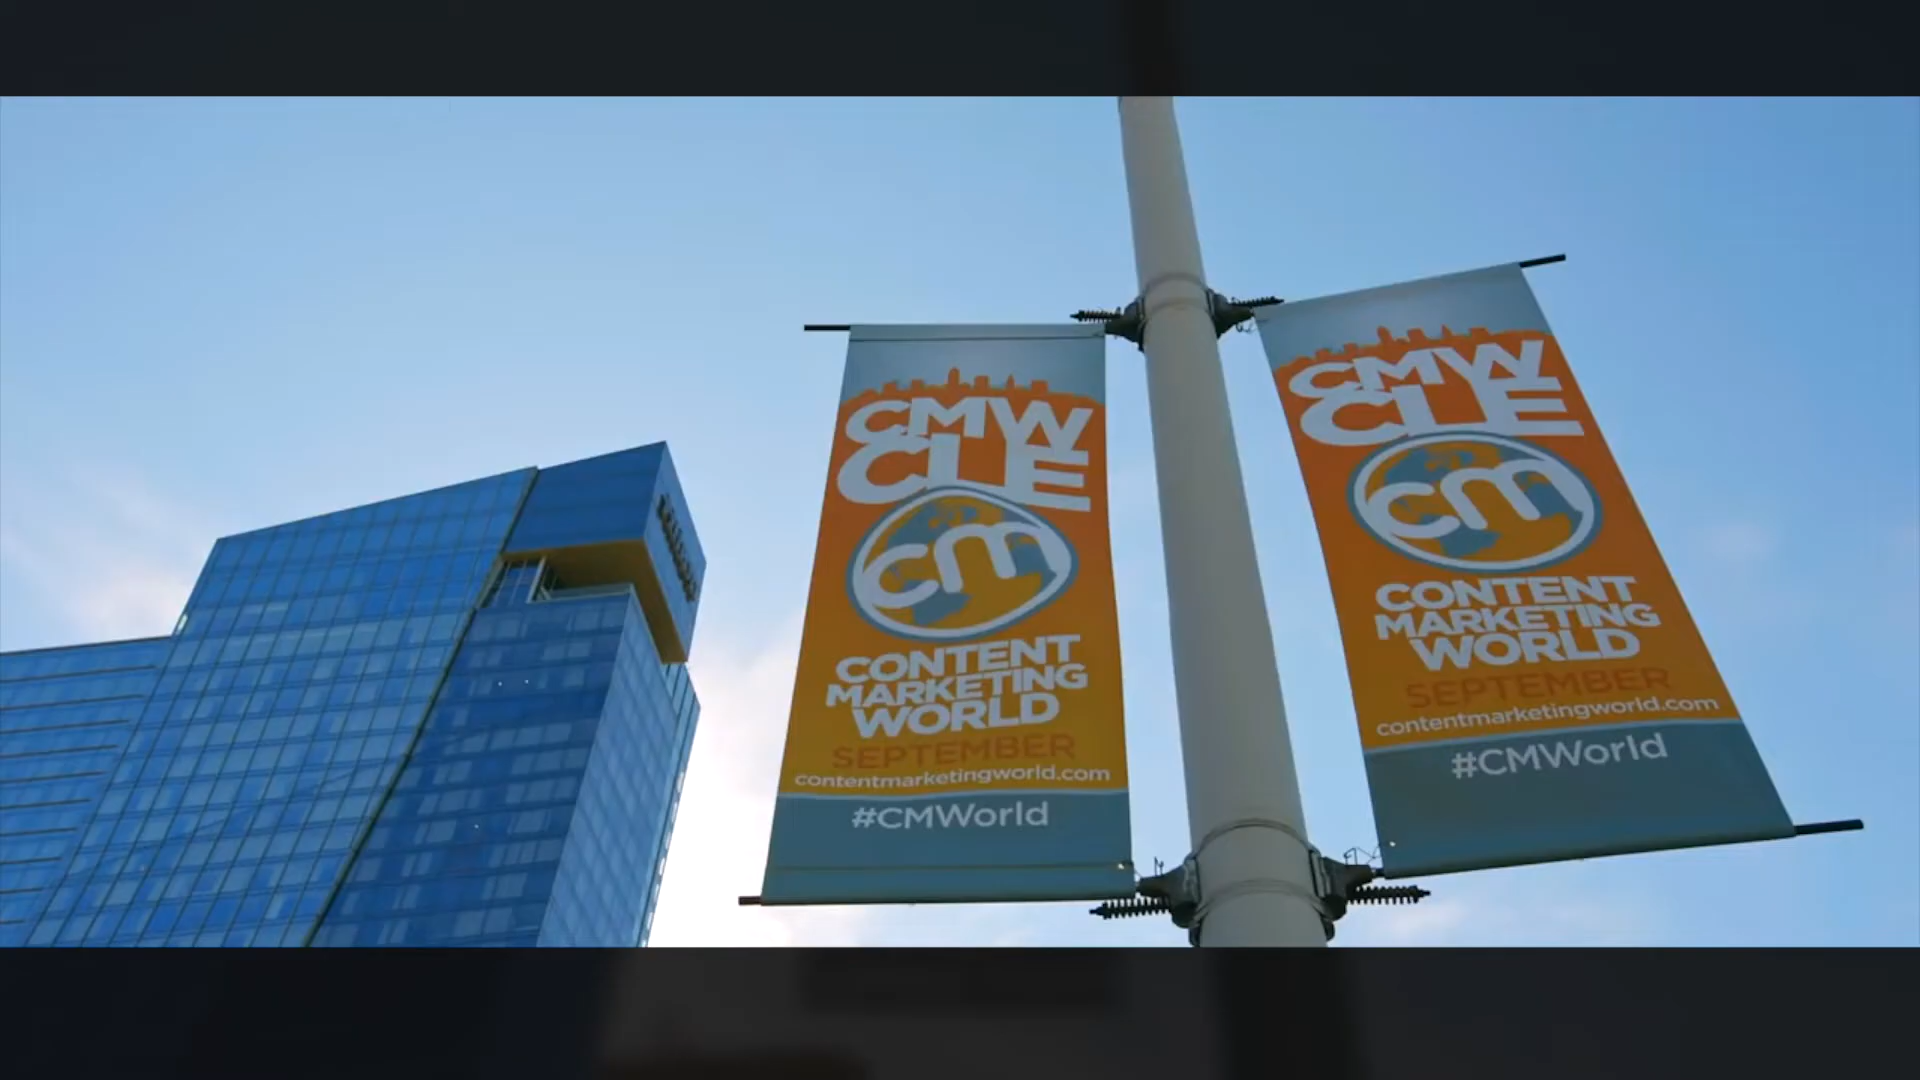 CMW
CLE
cm
CONTENT
MARKETING
WORLD
SEPTEMBER
contentmarketingworld.com
#CMWorld
CMW
CLE
cm
CONTENT
MARKETING
WORLD
SEPTEMBER
contentmarketingworld.com
#CMWorld